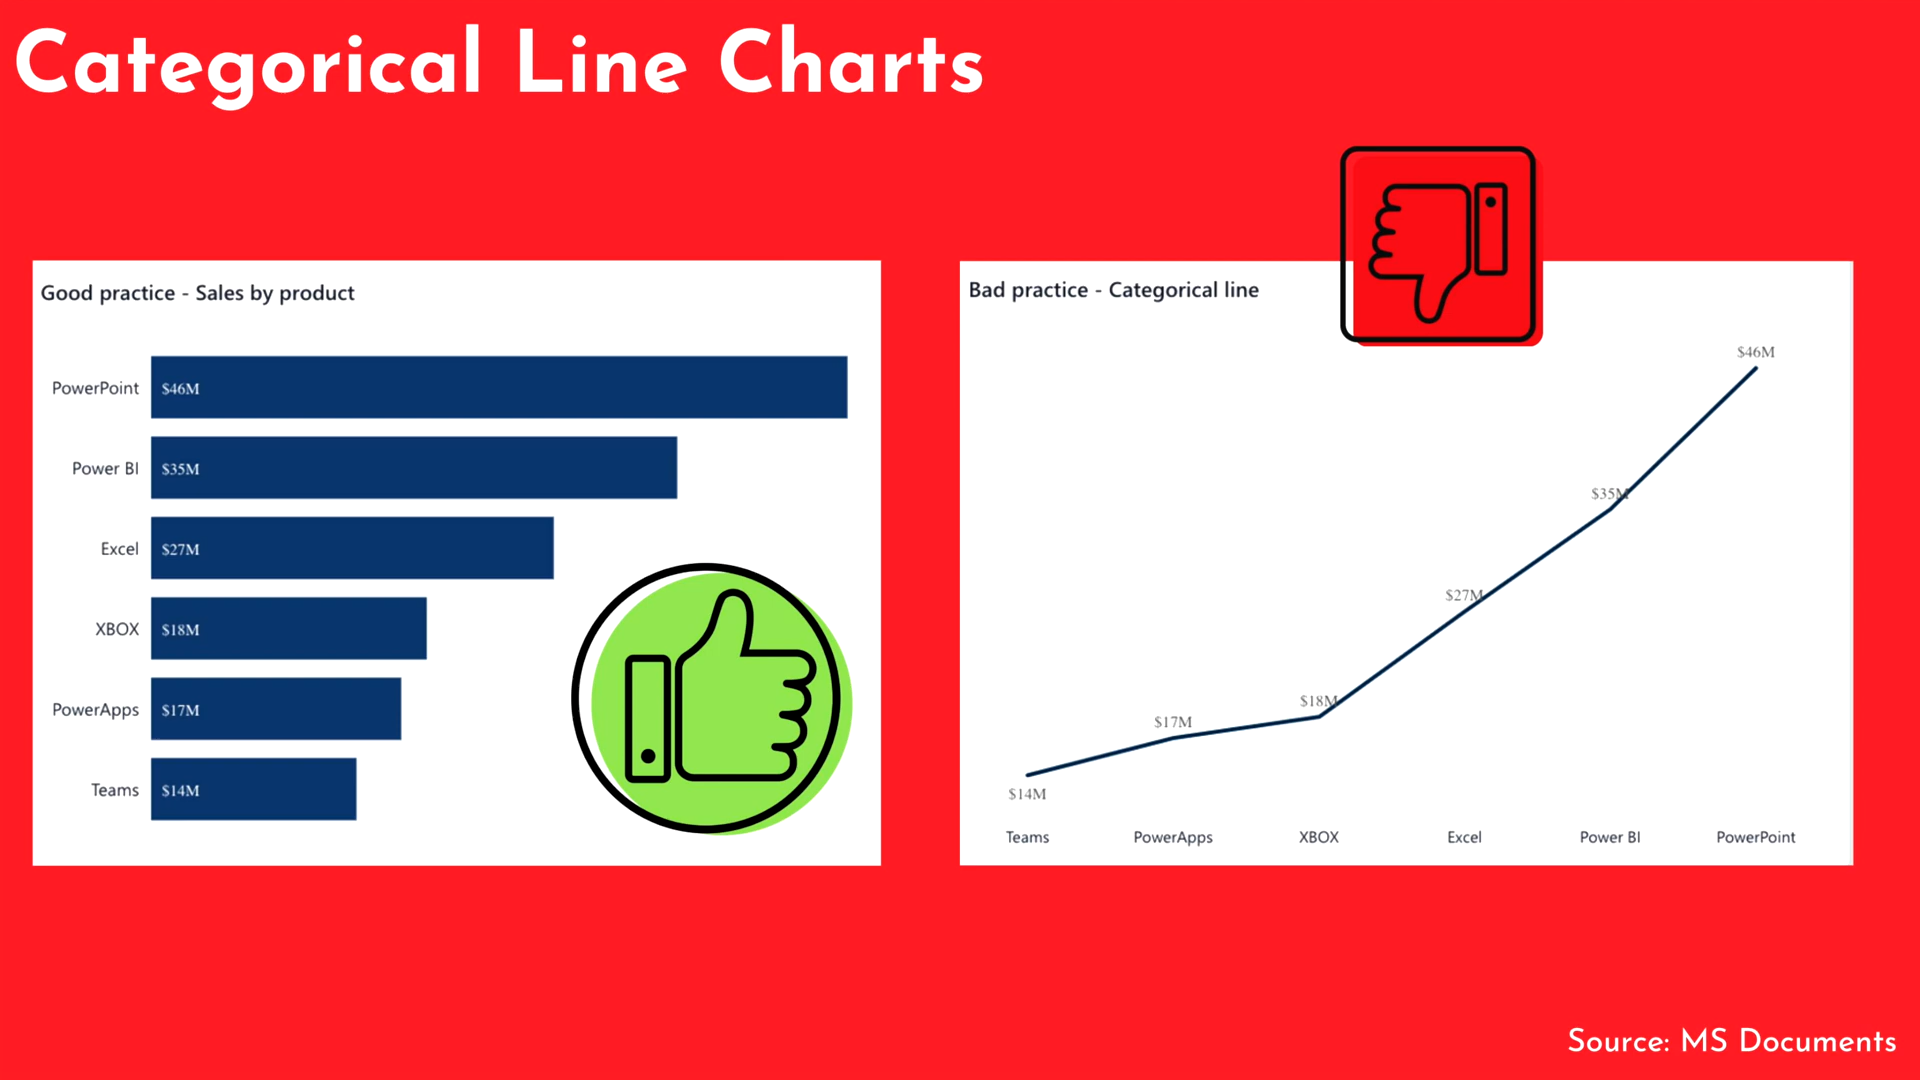 Categorical Line Charts
Good practice - Sales by product
PowerPoint $46M
Power BI $35M
Excel $27M
XBOX $18M
PowerApps $17M
Teams $14M
Bad practice - Categorical line
$46M
$35M
$27M
$18M
$17M
$14M
Teams PowerApps XBOX Excel Power BI PowerPoint
Source: MS Documents